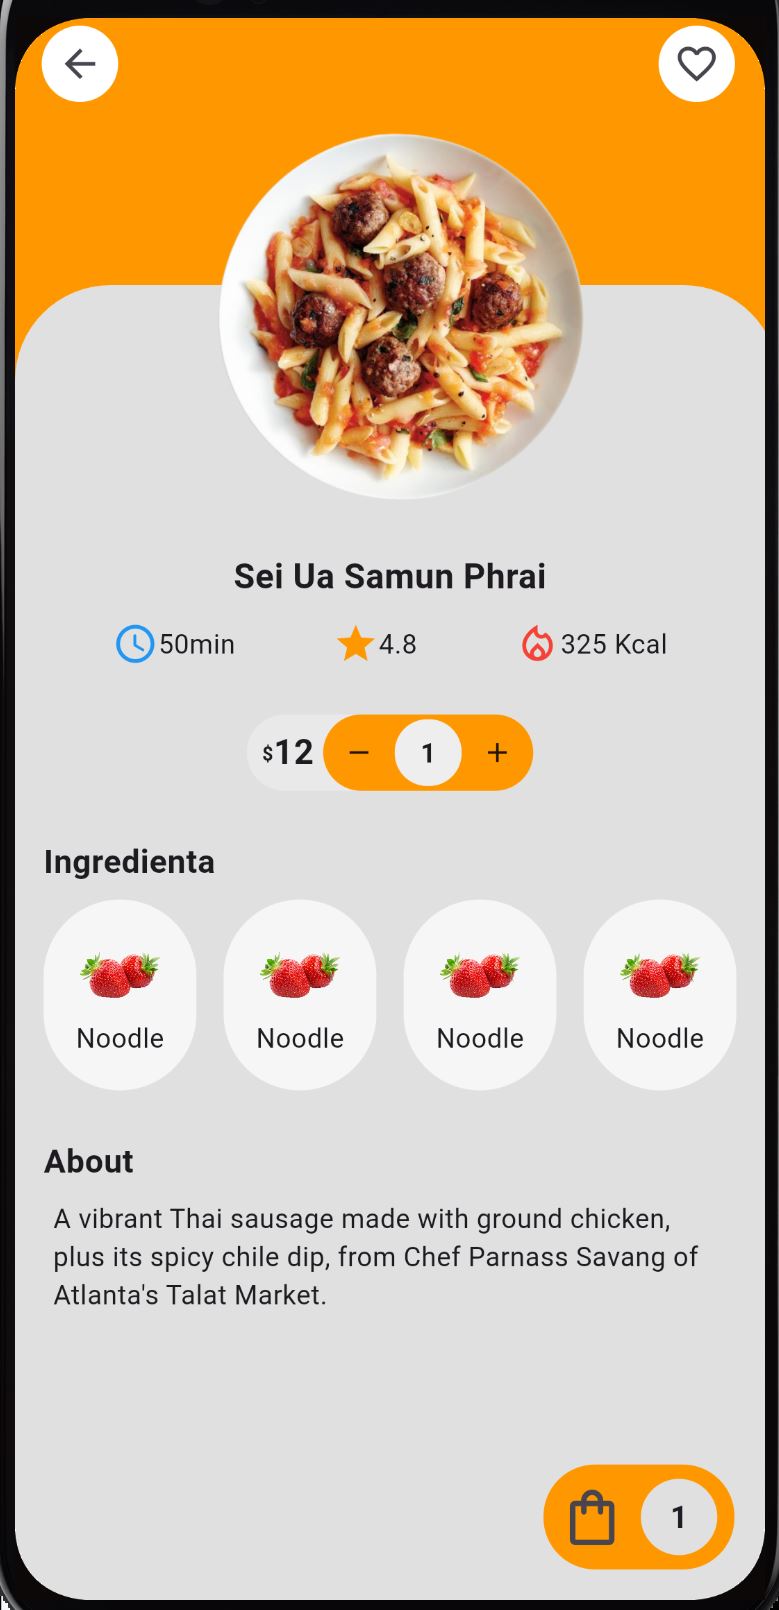 Sei Ua Samun Phrai
50min 4.8 325 Kcal
$12 − 1 +
Ingredienta
Noodle Noodle Noodle Noodle
About
A vibrant Thai sausage made with ground chicken,
plus its spicy chile dip, from Chef Parnass Savang of
Atlanta's Talat Market.
1